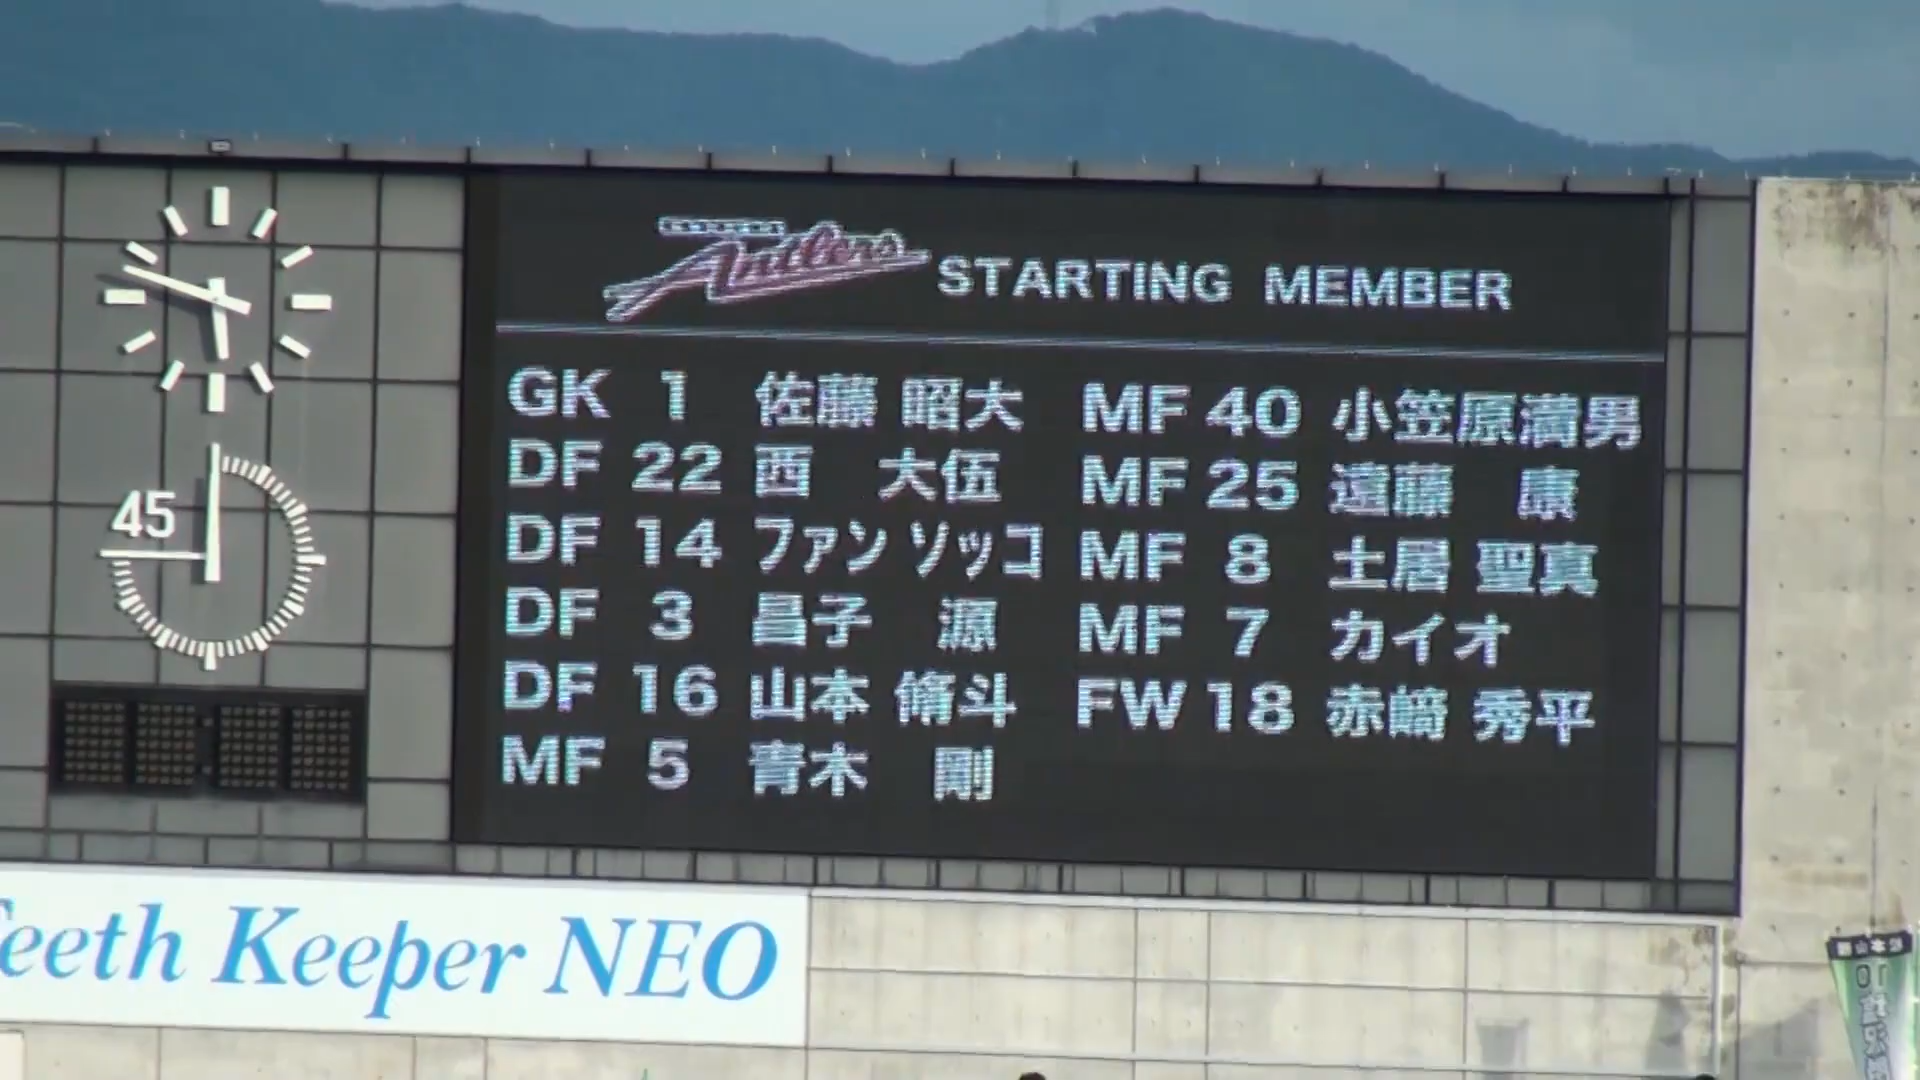 Antlers STARTING MEMBER
GK 1 佐藤 昭大
DF 22 西 大伍
DF 14 ファン ソッコ
DF 3 昌子 源
DF 16 山本 脩斗
MF 5 青木 剛
MF 40 小笠原満男
MF 25 遠藤 康
MF 8 土居 聖真
MF 7 カイオ
FW 18 赤﨑 秀平
45
Teeth Keeper NEO